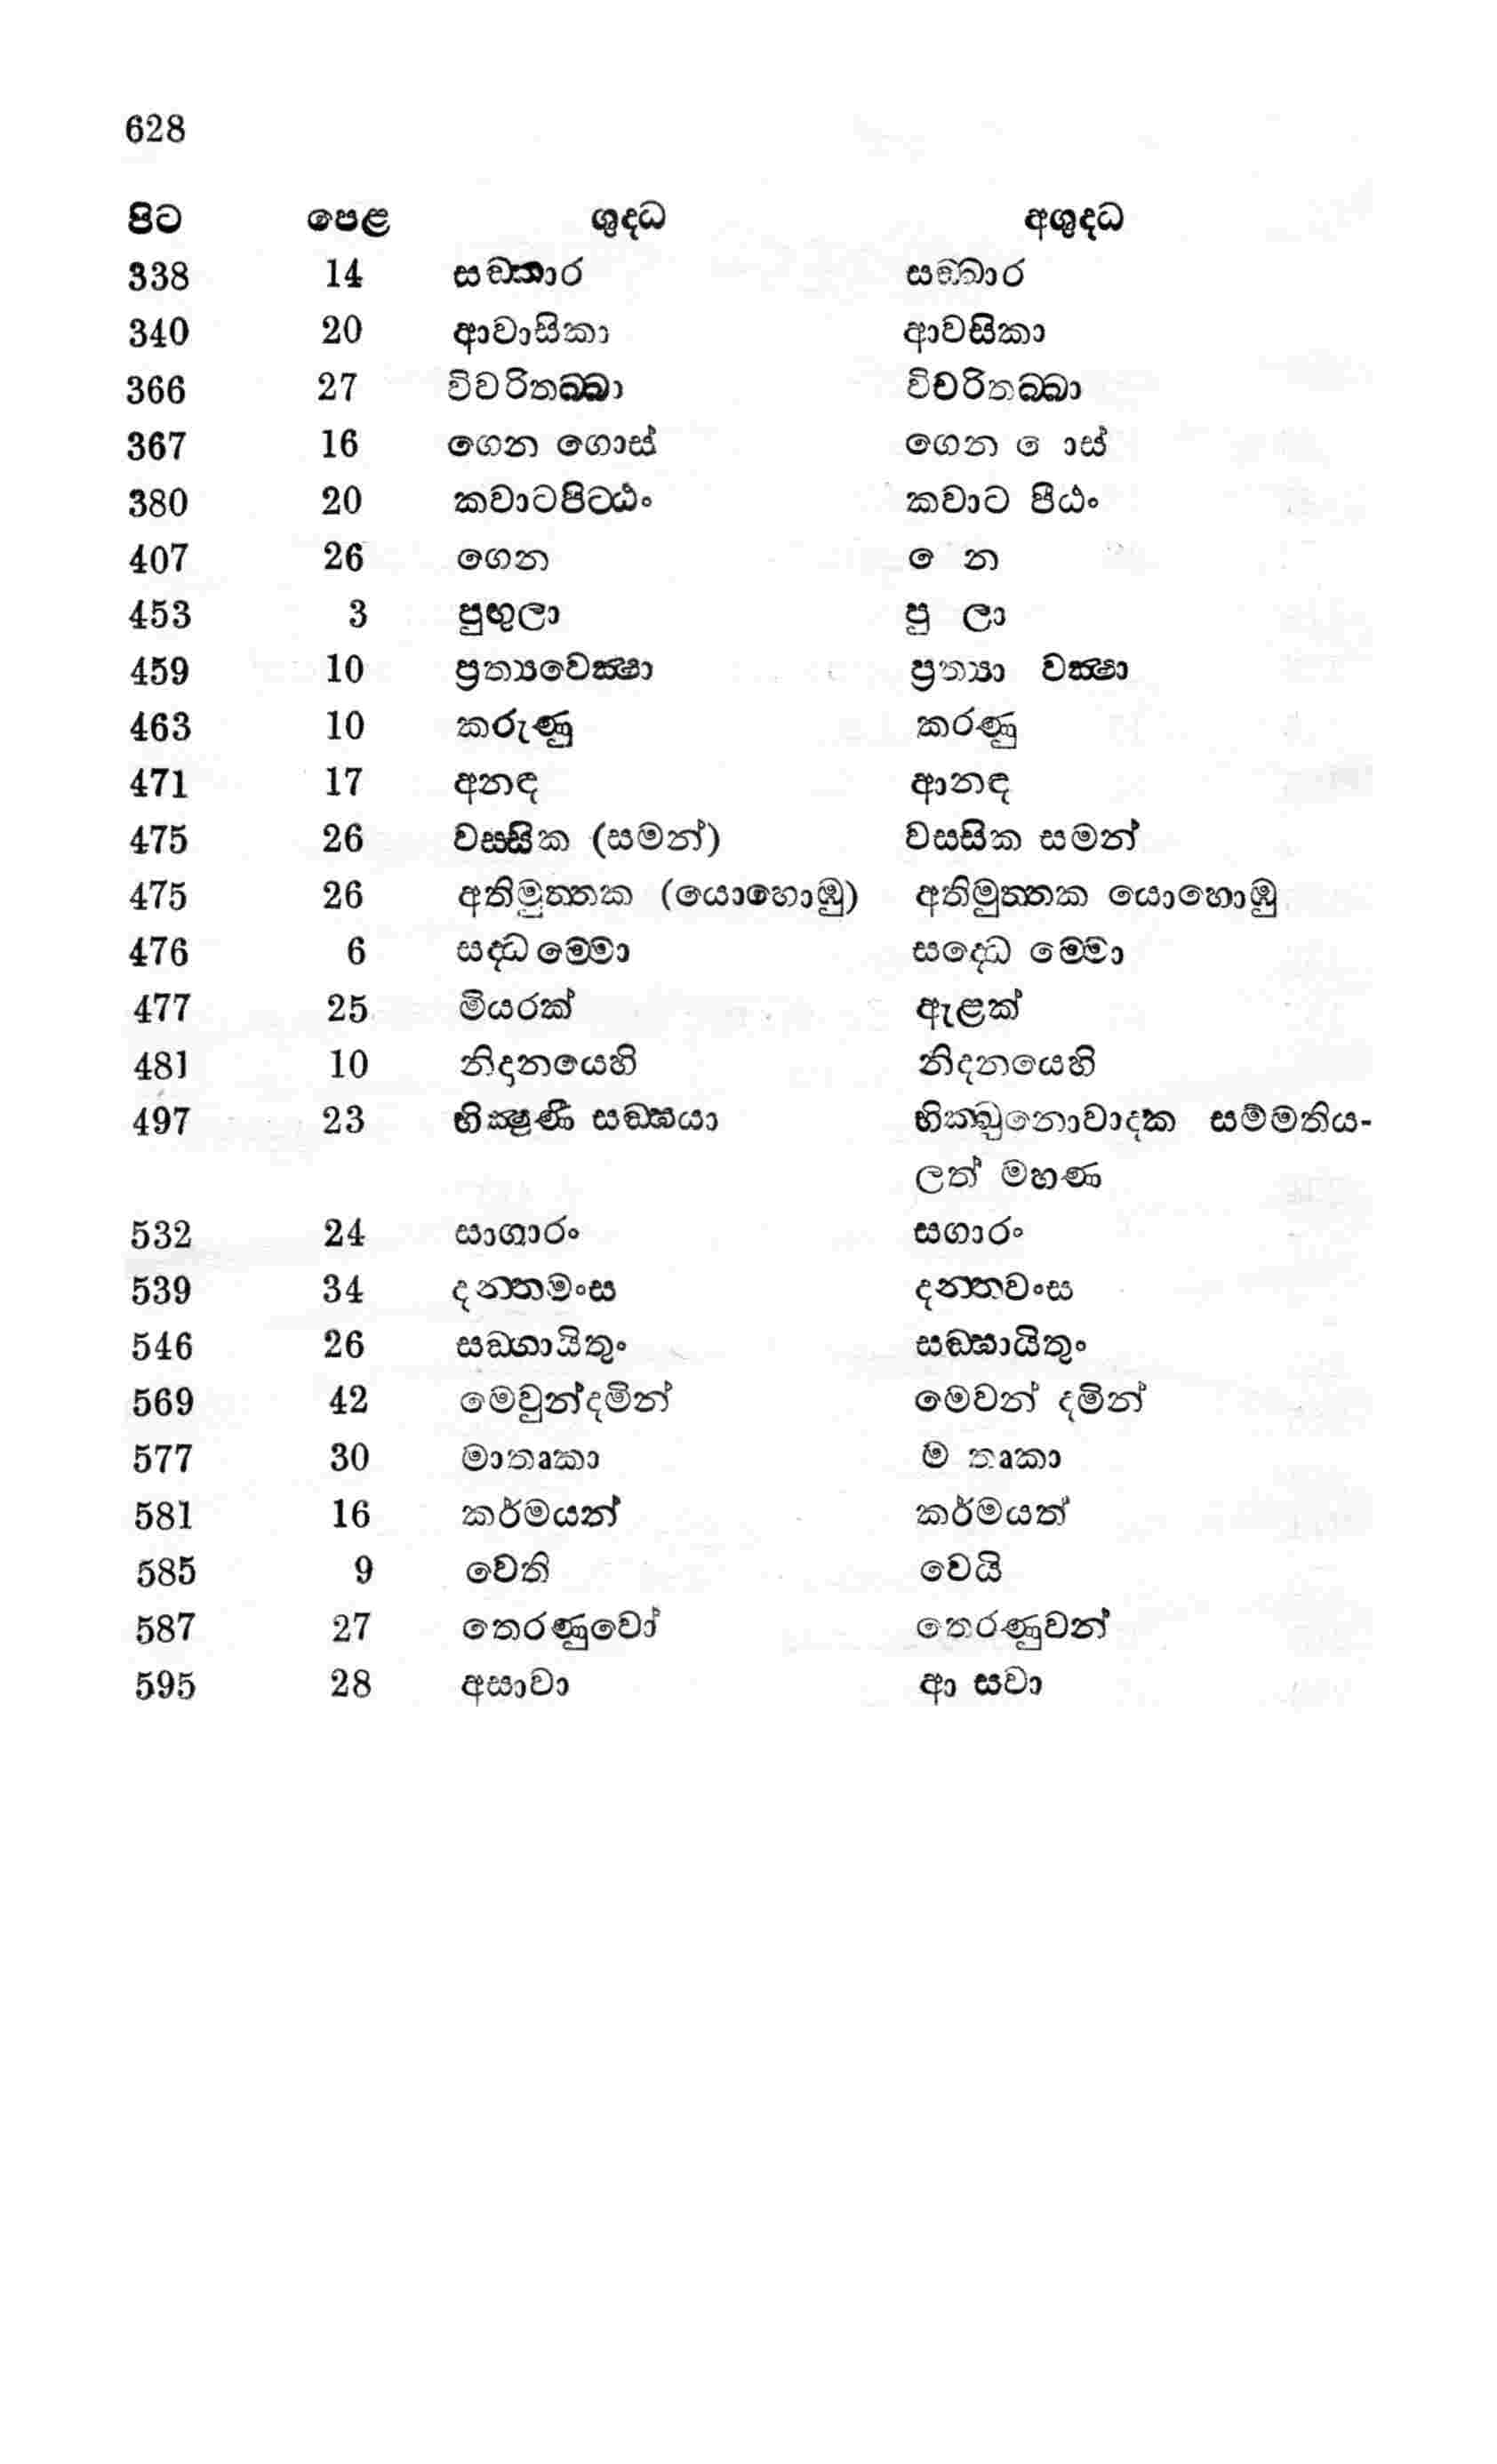 628
පිට පෙළ ශුද්ධ අශුද්ධ
338 14 සඞ්කාර සඞ්ඛාර
340 20 ආවාසිකා ආවසිකා
366 27 විවරිතබ්බා විචරිතබ්බා
367 16 ගෙන ගොස් ගෙන ෙ ාස්
380 20 කවාටපිට්ඨං කවාට පීඨං
407 26 ගෙන ෙ න
453 3 පුඟුලා පු ලා
459 10 ප්‍රත්‍යවෙක්ෂා ප්‍රත්‍යා වක්ෂා
463 10 කරුණු කරණු
471 17 අනඳ ආනඳ
475 26 වස්සික (සමන්) වස්සික සමන්
475 26 අතිමුත්තක (යොහොඹු) අතිමුත්තක යොහොඹු
476 6 සද්ධම්මො සද්ධෙ ම්මො
477 25 මියරක් ඇළක්
481 10 නිදානයෙහි නිදනයෙහි
497 23 භික්ෂුණී සඞ්ඝයා භික්ඛුනොවාදක සම්මතිය-
ලත් මහණ
532 24 සාගාරං සගාරං
539 34 දන්තමංස දන්තවංස
546 26 සඞ්ගායිතුං සඞ්ඝායිතුං
569 42 මෙවුන්දමින් මෙවන් දමින්
577 30 මාතෘකා ම තෘකා
581 16 කර්මයන් කර්මයත්
585 9 වෙති වෙයි
587 27 තෙරණුවෝ තෙරණුවන්
595 28 අසාවා ආ සවා